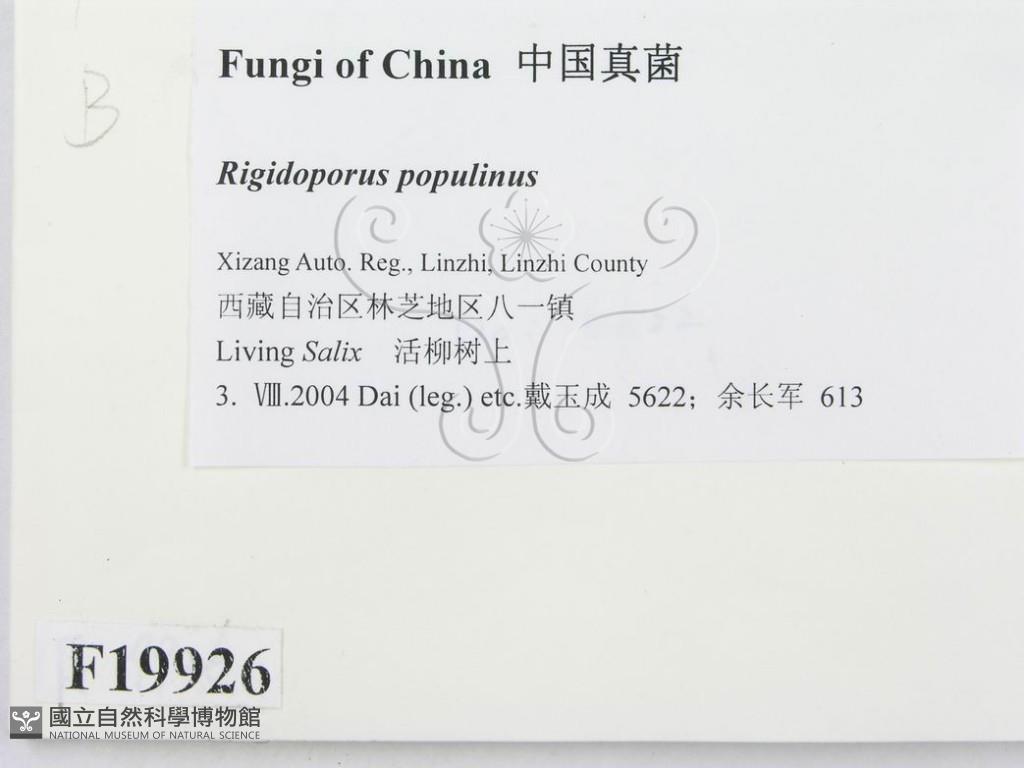 B
Fungi of China 中国真菌
Rigidoporus populinus
Xizang Auto. Reg., Linzhi, Linzhi County
西藏自治区林芝地区八一镇
Living Salix 活柳树上
3. Ⅷ.2004 Dai (leg.) etc.戴玉成 5622；余长军 613
F19926
國立自然科學博物館
NATIONAL MUSEUM OF NATURAL SCIENCE